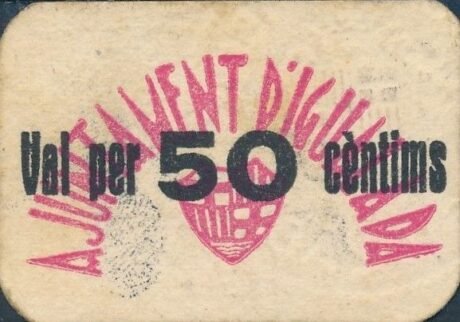 AJUNTAMENT D'IGUALADA
Val per 50 cèntims